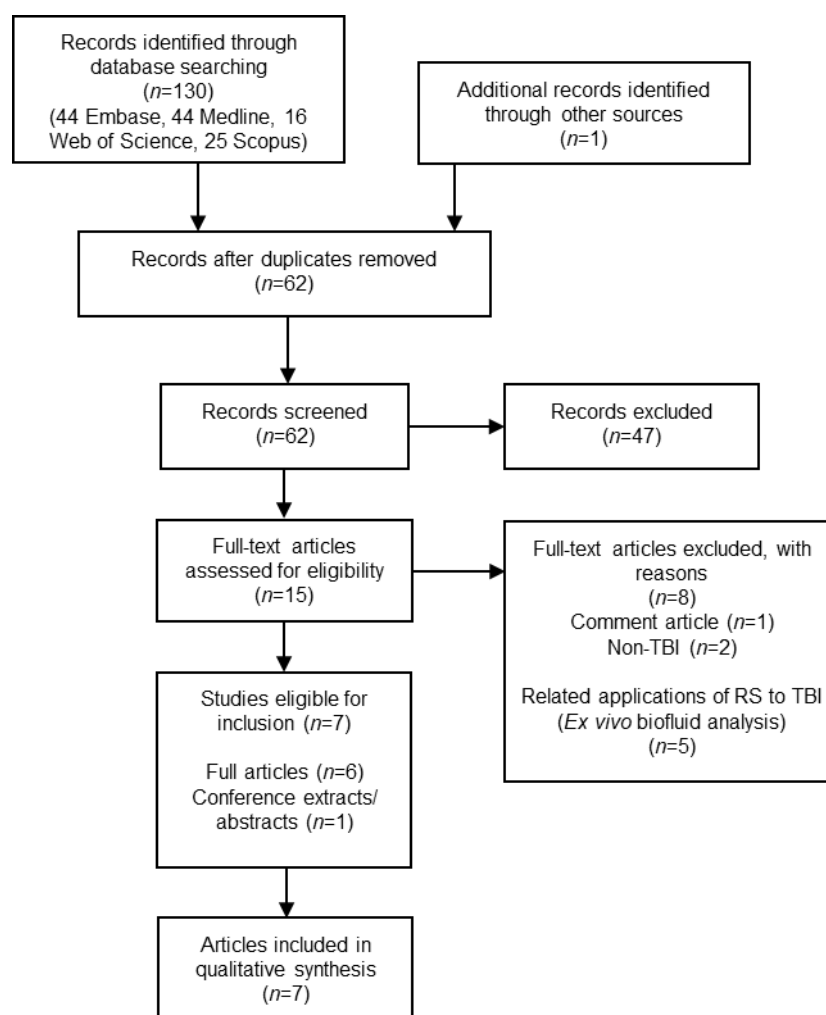 Records identified through
database searching
(n=130)
(44 Embase, 44 Medline, 16
Web of Science, 25 Scopus)
Additional records identified
through other sources
(n=1)
Records after duplicates removed
(n=62)
Records screened
(n=62)
Records excluded
(n=47)
Full-text articles
assessed for eligibility
(n=15)
Full-text articles excluded, with
reasons
(n=8)
Comment article (n=1)
Non-TBI (n=2)
Related applications of RS to TBI
(Ex vivo biofluid analysis)
(n=5)
Studies eligible for
inclusion (n=7)
Full articles (n=6)
Conference extracts/
abstracts (n=1)
Articles included in
qualitative synthesis
(n=7)